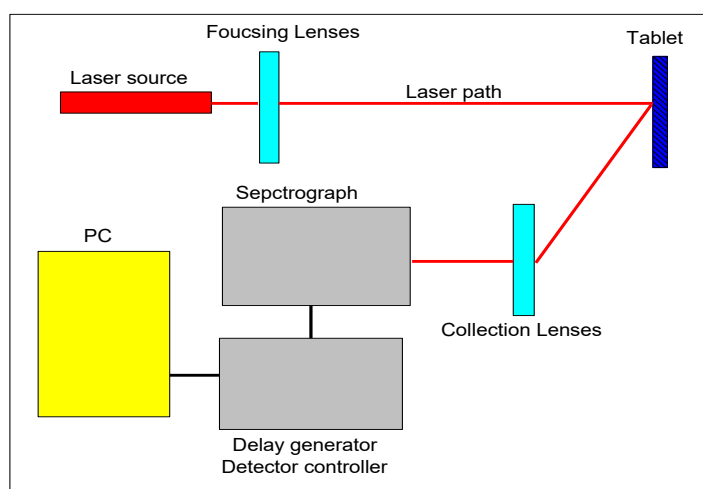 Foucsing Lenses
Tablet
Laser source
Laser path
Sepctrograph
PC
Collection Lenses
Delay generator
Detector controller